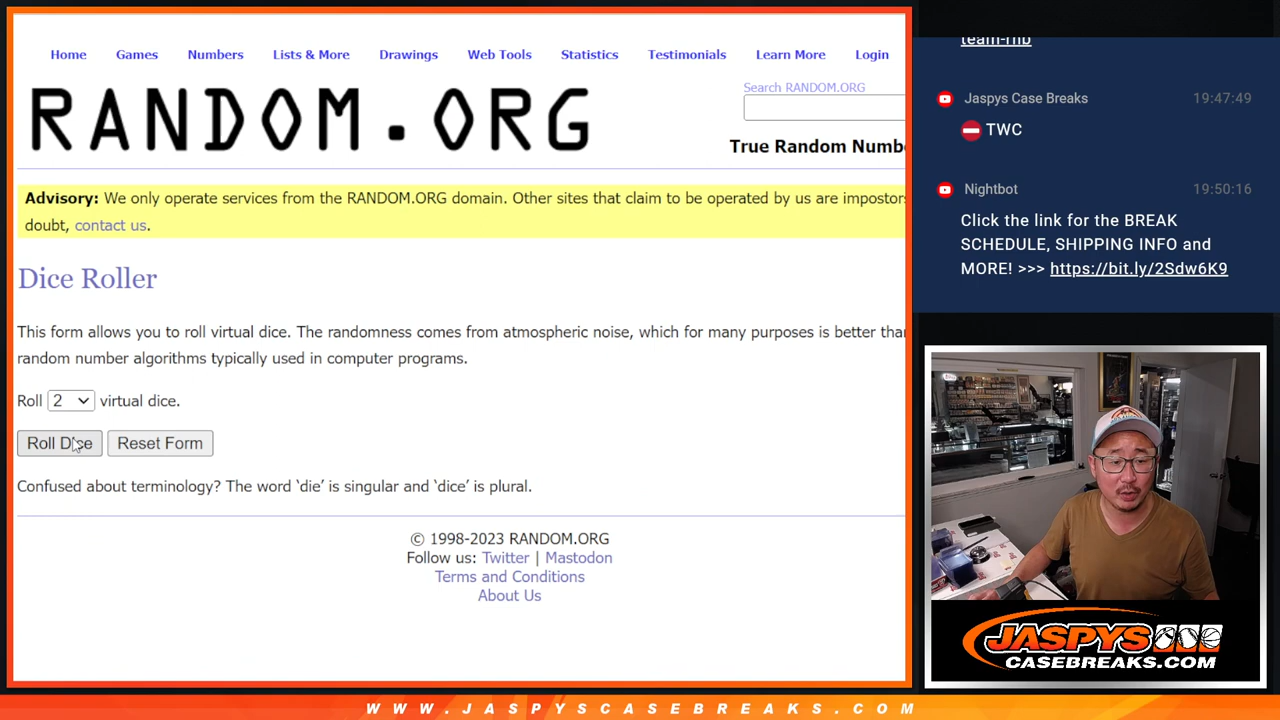 Home Games Numbers Lists & More Drawings Web Tools Statistics Testimonials Learn More Login
RANDOM.ORG
Search RANDOM.ORG
True Random Numb
Advisory: We only operate services from the RANDOM.ORG domain. Other sites that claim to be operated by us are impostors
doubt, contact us.
Dice Roller
This form allows you to roll virtual dice. The randomness comes from atmospheric noise, which for many purposes is better than
random number algorithms typically used in computer programs.
Roll 2 virtual dice.
Roll Dice Reset Form
Confused about terminology? The word ‘die’ is singular and ‘dice’ is plural.
© 1998-2023 RANDOM.ORG
Follow us: Twitter | Mastodon
Terms and Conditions
About Us
team-rnb
Jaspys Case Breaks 19:47:49
TWC
Nightbot 19:50:16
Click the link for the BREAK
SCHEDULE, SHIPPING INFO and
MORE! >>> https://bit.ly/2Sdw6K9
JASPYS
CASEBREAKS.COM
WWW.JASPYSCASEBREAKS.COM